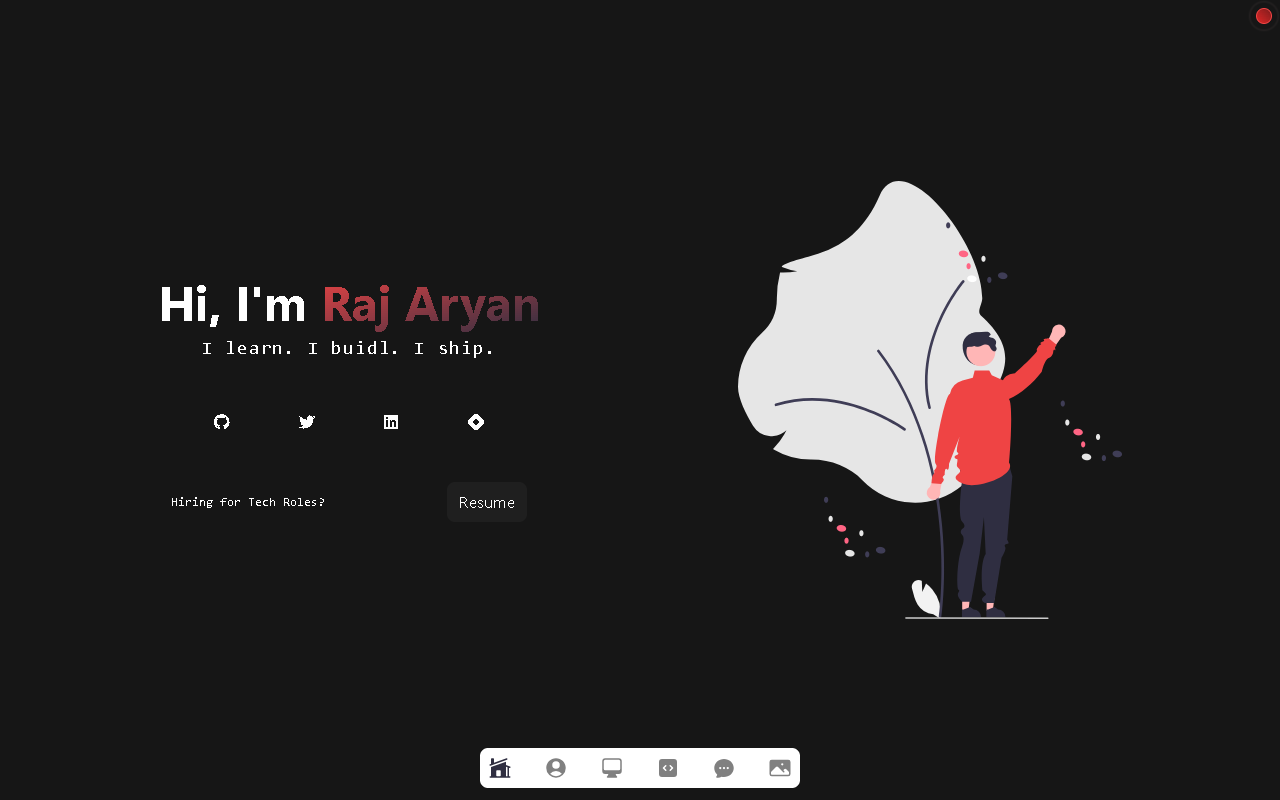 Hi, I'm Raj Aryan
I learn. I buidl. I ship.
Hiring for Tech Roles?
Resume